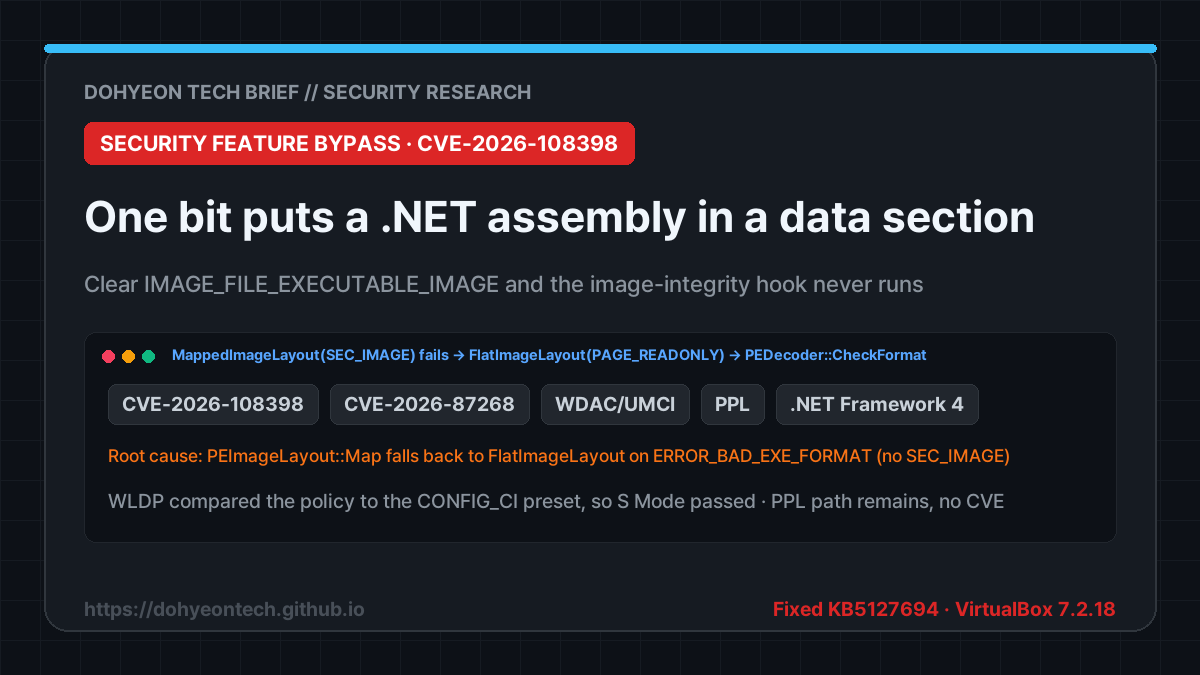 DOHYEON TECH BRIEF // SECURITY RESEARCH
SECURITY FEATURE BYPASS · CVE-2026-108398
One bit puts a .NET assembly in a data section
Clear IMAGE_FILE_EXECUTABLE_IMAGE and the image-integrity hook never runs
MappedImageLayout(SEC_IMAGE) fails → FlatImageLayout(PAGE_READONLY) → PEDecoder::CheckFormat
CVE-2026-108398 CVE-2026-87268 WDAC/UMCI PPL .NET Framework 4
Root cause: PEImageLayout::Map falls back to FlatImageLayout on ERROR_BAD_EXE_FORMAT (no SEC_IMAGE)
WLDP compared the policy to the CONFIG_CI preset, so S Mode passed · PPL path remains, no CVE
https://dohyeontech.github.io
Fixed KB5127694 · VirtualBox 7.2.18